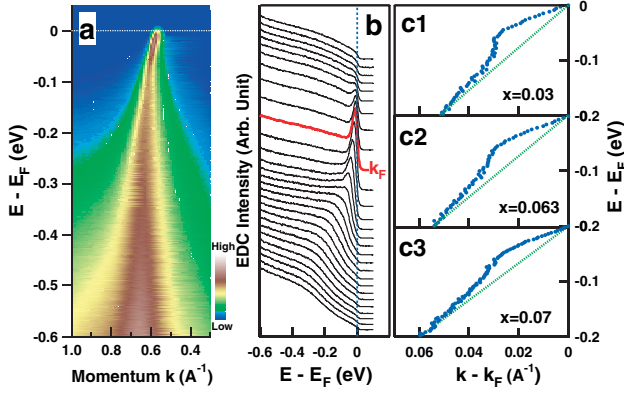 a
E - E_F (eV)
0
-0.1
-0.2
-0.3
-0.4
-0.5
-0.6
High
Low
1.0 0.8 0.6 0.4
Momentum k (A⁻¹)
b
EDC Intensity (Arb. Unit)
k_F
-0.6 -0.4 -0.2 0
E - E_F (eV)
c1
x=0.03
0
-0.1
-0.2
c2
x=0.063
-0.1
-0.2
c3
x=0.07
-0.1
-0.2
E - E_F (eV)
0.06 0.04 0.02 0
k - k_F (A⁻¹)